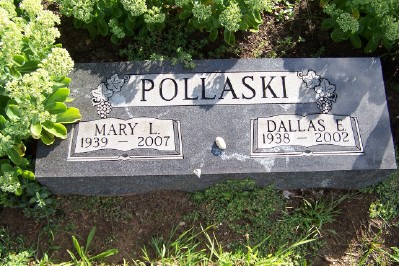 POLLASKI
MARY L.
1939 — 2007
DALLAS E.
1938 — 2002